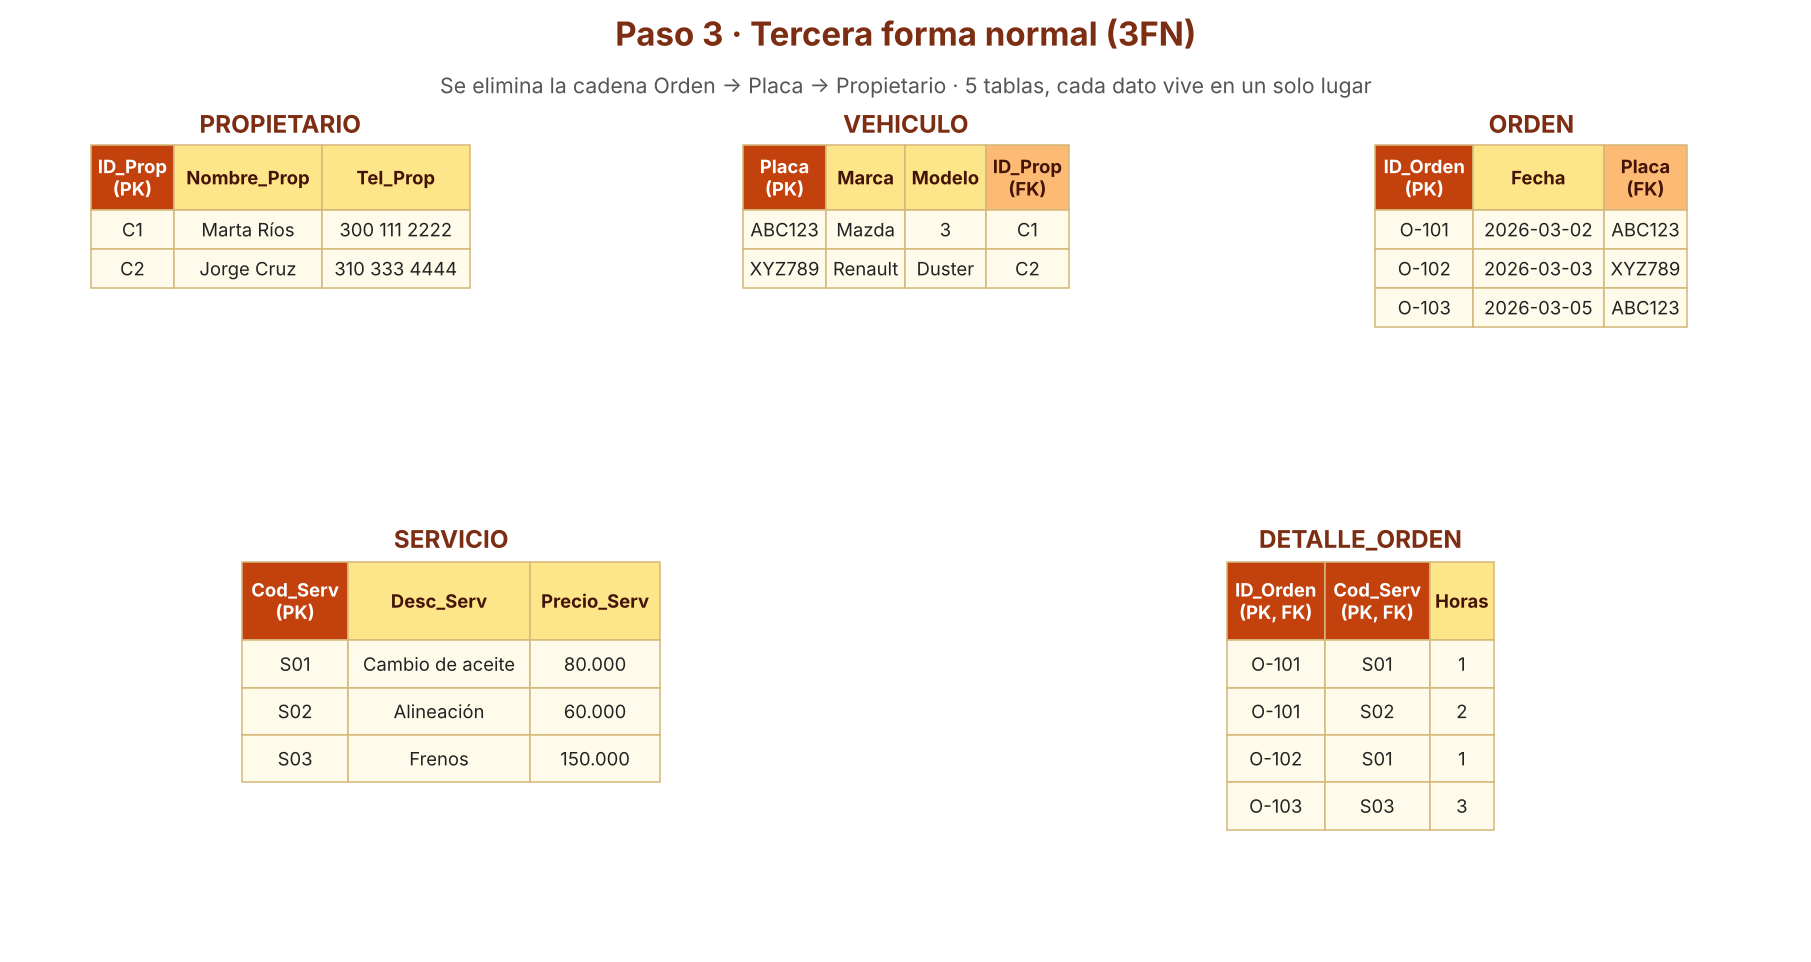 Paso 3 · Tercera forma normal (3FN)
Se elimina la cadena Orden → Placa → Propietario · 5 tablas, cada dato vive en un solo lugar
PROPIETARIO
ID_Prop (PK) Nombre_Prop Tel_Prop
C1 Marta Ríos 300 111 2222
C2 Jorge Cruz 310 333 4444
VEHICULO
Placa (PK) Marca Modelo ID_Prop (FK)
ABC123 Mazda 3 C1
XYZ789 Renault Duster C2
ORDEN
ID_Orden (PK) Fecha Placa (FK)
O-101 2026-03-02 ABC123
O-102 2026-03-03 XYZ789
O-103 2026-03-05 ABC123
SERVICIO
Cod_Serv (PK) Desc_Serv Precio_Serv
S01 Cambio de aceite 80.000
S02 Alineación 60.000
S03 Frenos 150.000
DETALLE_ORDEN
ID_Orden (PK, FK) Cod_Serv (PK, FK) Horas
O-101 S01 1
O-101 S02 2
O-102 S01 1
O-103 S03 3